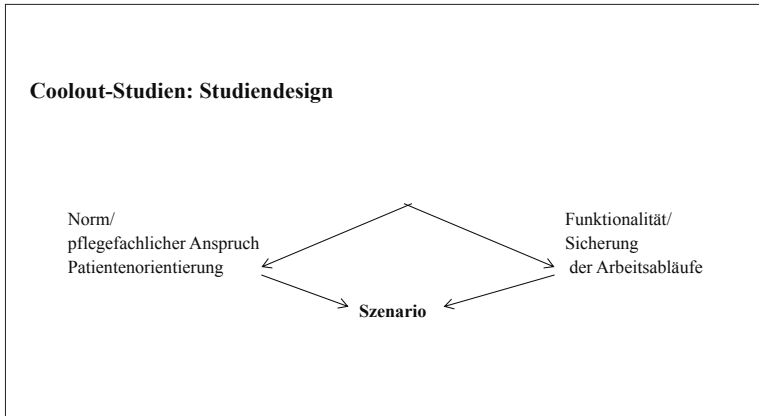 Coolout-Studien: Studiendesign
Norm/
pflegefachlicher Anspruch
Patientenorientierung
Funktionalität/
Sicherung
der Arbeitsabläufe
Szenario